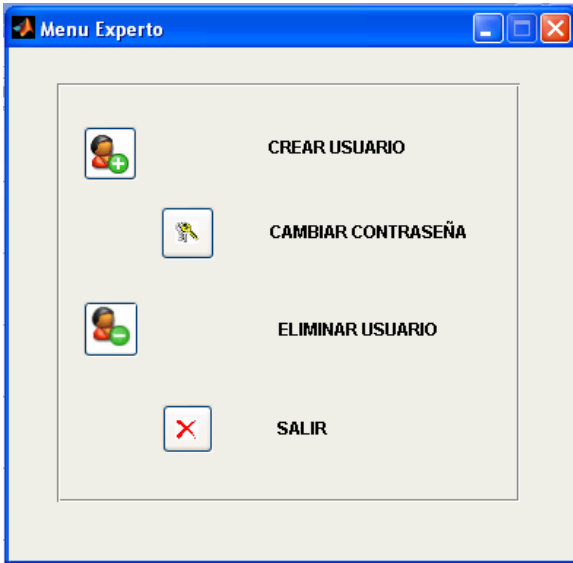 Menu Experto
CREAR USUARIO
CAMBIAR CONTRASEÑA
ELIMINAR USUARIO
SALIR